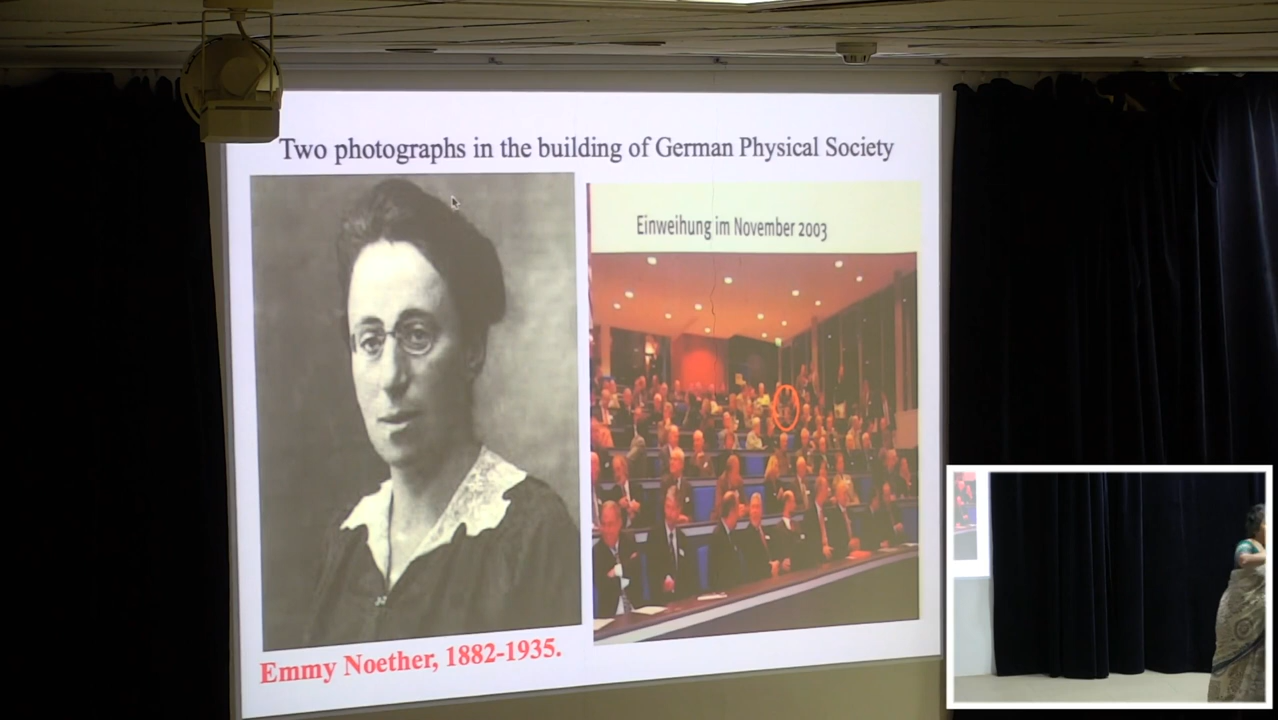 Two photographs in the building of German Physical Society
Einweihung im November 2003
Emmy Noether, 1882-1935.